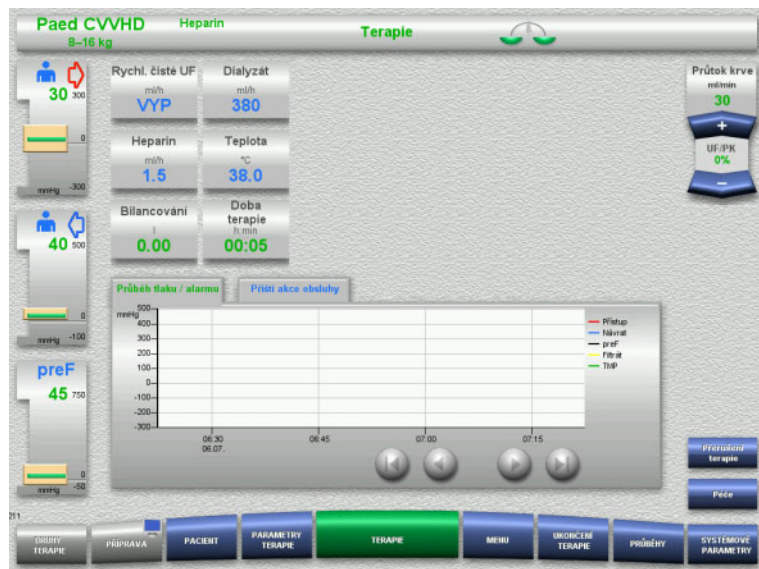 Paed CVVHD Heparin Terapie
8–16 kg
30 300
0
mmHg -300
40 500
0
mmHg -100
preF
45 750
0
mmHg -50
211
Rychl. čisté UF Dialyzát
ml/h ml/h
VYP 380
Heparin Teplota
ml/h °C
1.5 38.0
Bilancování Doba terapie
l h:min
0.00 00:05
Průtok krve
ml/min
30
+
UF/PK
0%
–
Průběh tlaku / alarmu Příští akce obsluhy
mmHg 500
400
300
200
100
0
-100
-200
-300
06:30 06:45 07:00 07:15
06.07.
Přístup
Návrat
preF
Filtrát
TMP
Přerušení terapie
Péče
DRUHY TERAPIE PŘÍPRAVA PACIENT PARAMETRY TERAPIE TERAPIE MENU UKONČENÍ TERAPIE PRŮBĚHY SYSTÉMOVÉ PARAMETRY